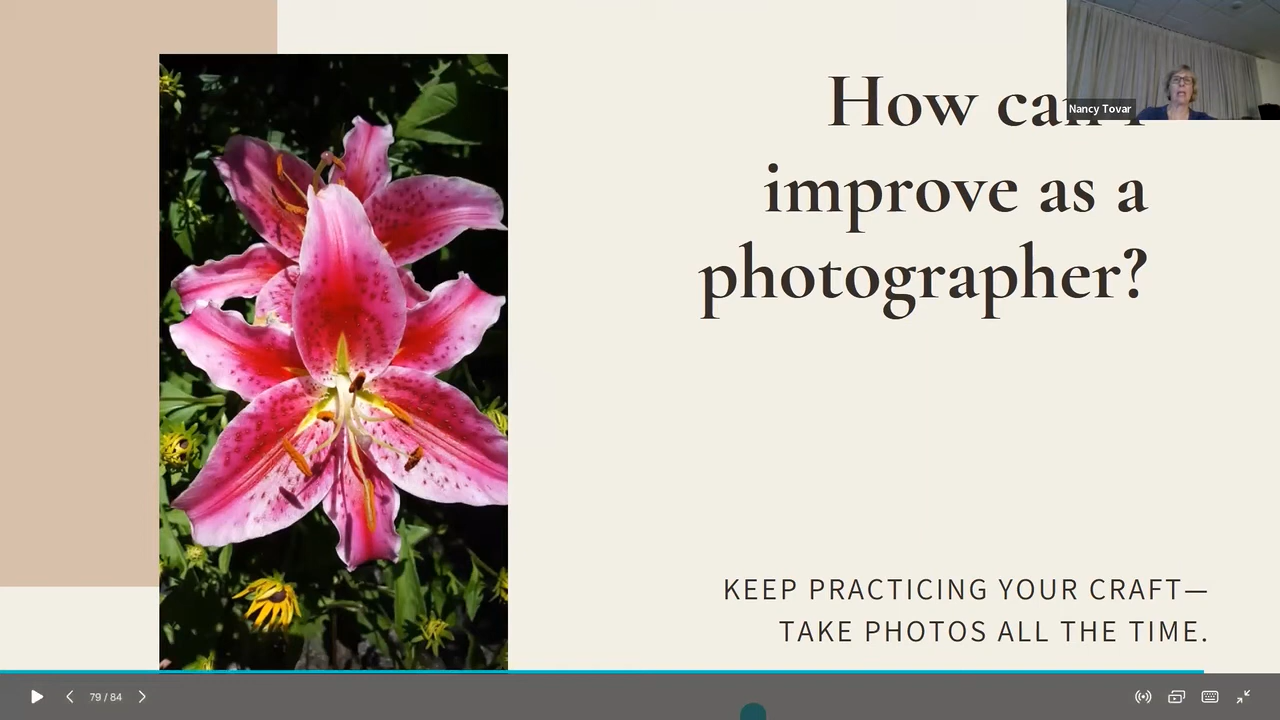 How can I
improve as a
photographer?
Nancy Tovar
KEEP PRACTICING YOUR CRAFT—
TAKE PHOTOS ALL THE TIME.
79 / 84